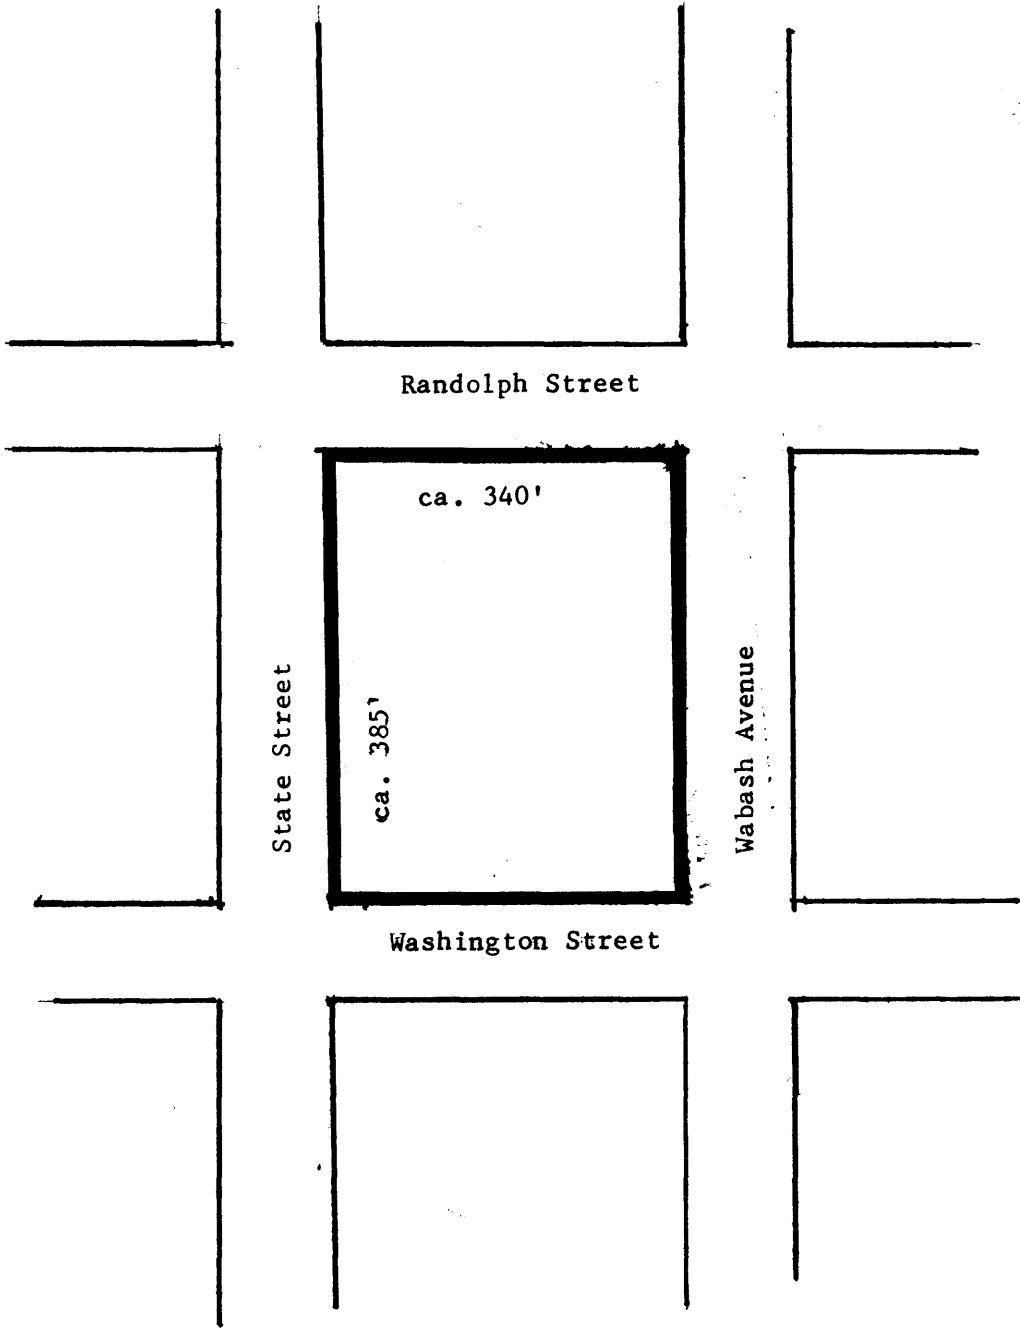 Randolph Street
ca. 340'
State Street
ca. 385'
Wabash Avenue
Washington Street